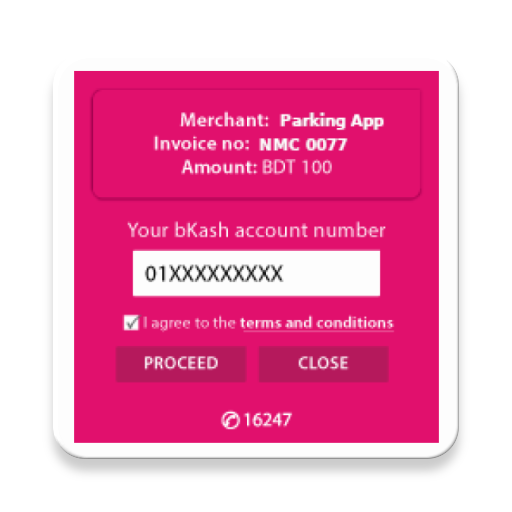 Merchant: Parking App
Invoice no: NMC 0077
Amount: BDT 100
Your bKash account number
01XXXXXXXXX
I agree to the terms and conditions
PROCEED CLOSE
16247